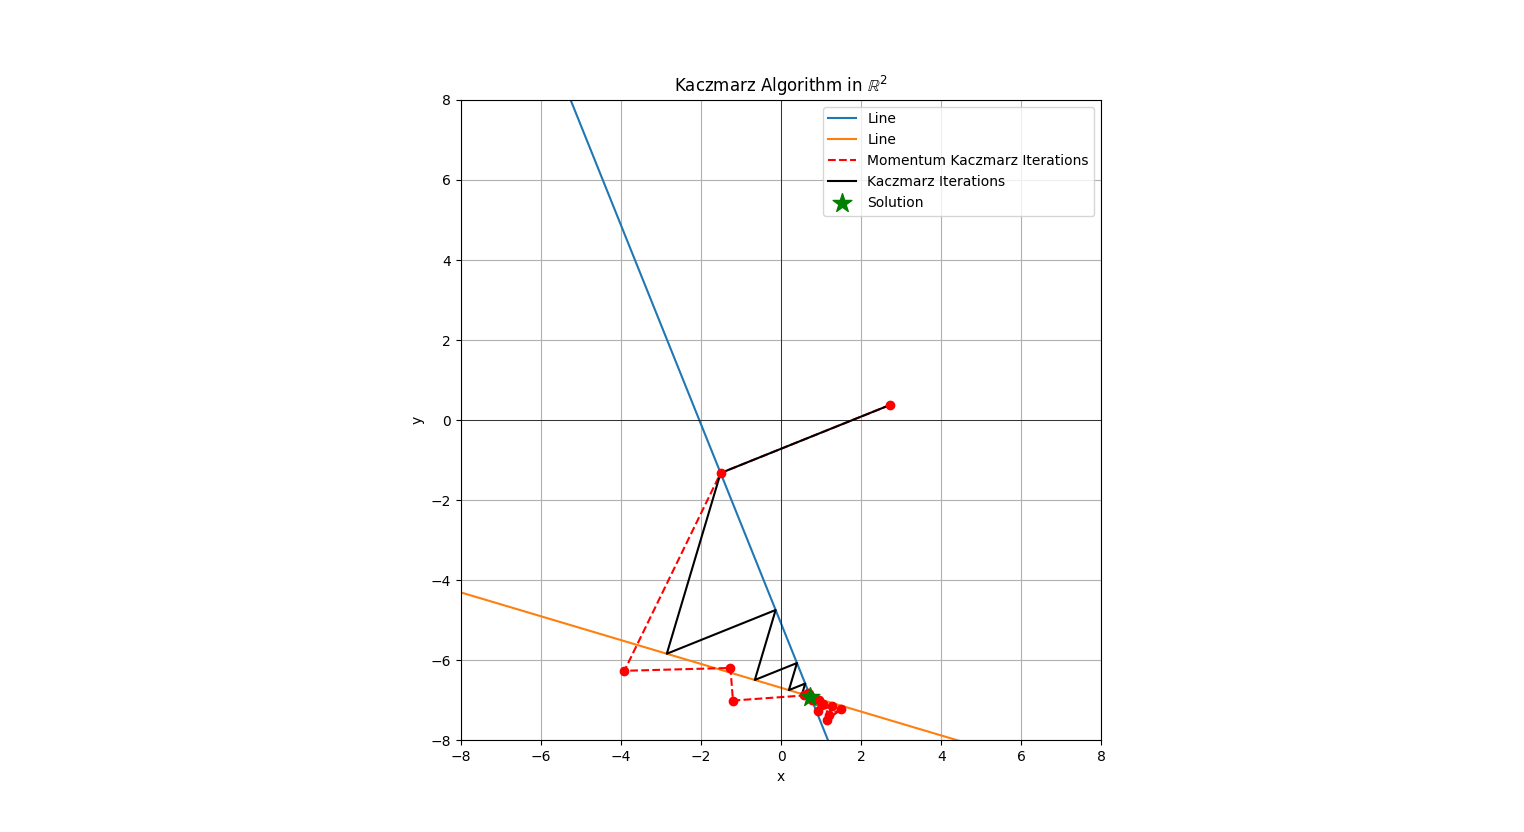 Kaczmarz Algorithm in ℝ²
Line
Line
Momentum Kaczmarz Iterations
Kaczmarz Iterations
Solution
8
6
4
2
0
−2
−4
−6
−8
y
−8 −6 −4 −2 0 2 4 6 8
x